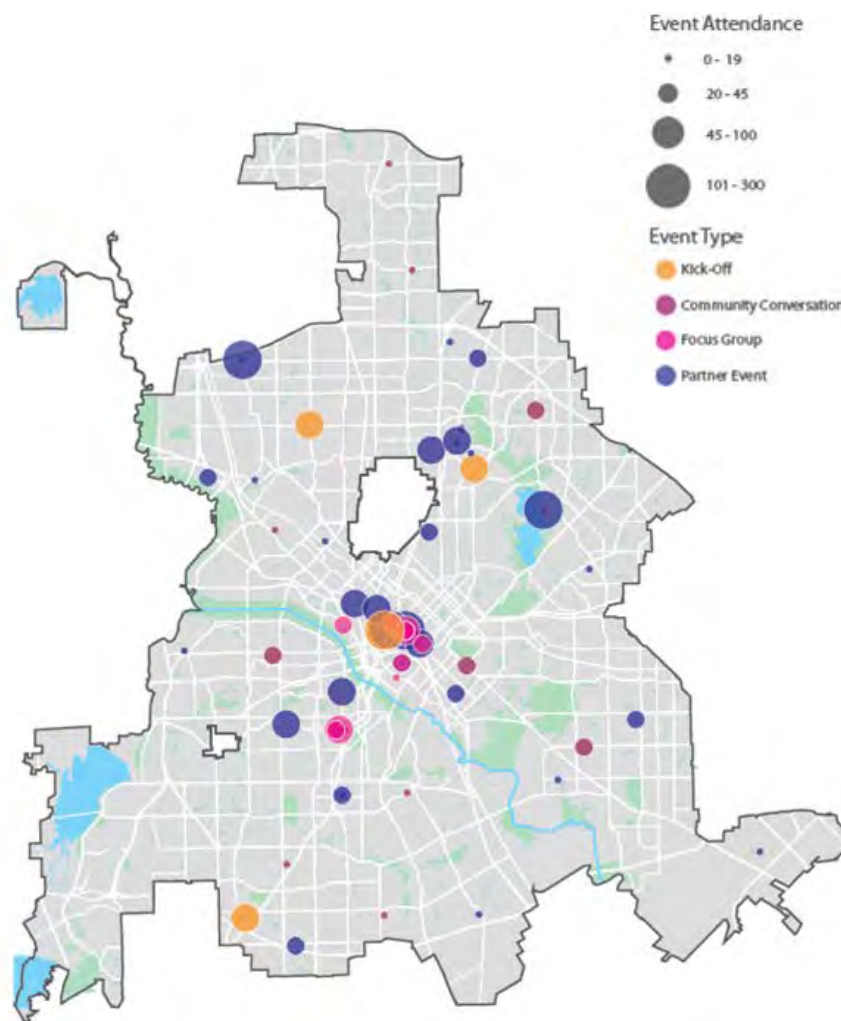 Event Attendance
0 - 19
20 - 45
45 - 100
101 - 300
Event Type
Kick-Off
Community Conversation
Focus Group
Partner Event